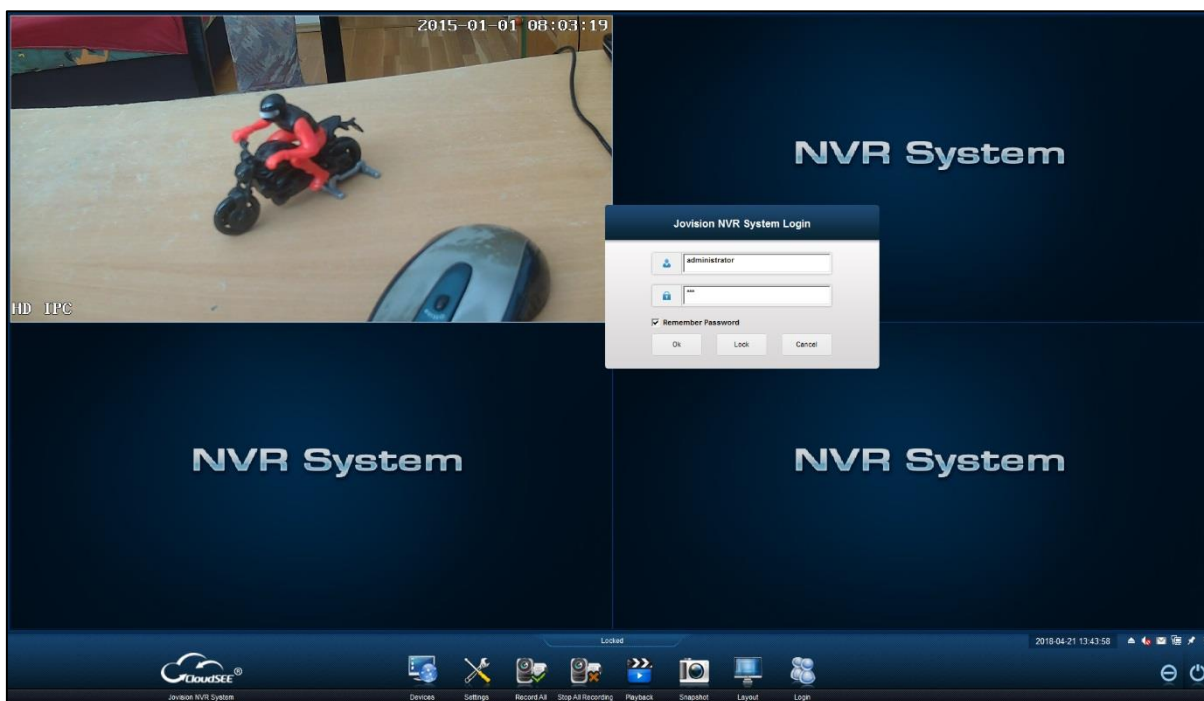 2015-01-01 08:03:19
HD IPC
NVR System
Jovision NVR System Login
administrator
***
Remember Password
Ok Lock Cancel
NVR System
NVR System
Locked
2018-04-21 13:43:58
CloudSEE®
Jovision NVR System
Devices Settings Record All Stop All Recording Playback Snapshot Layout Login